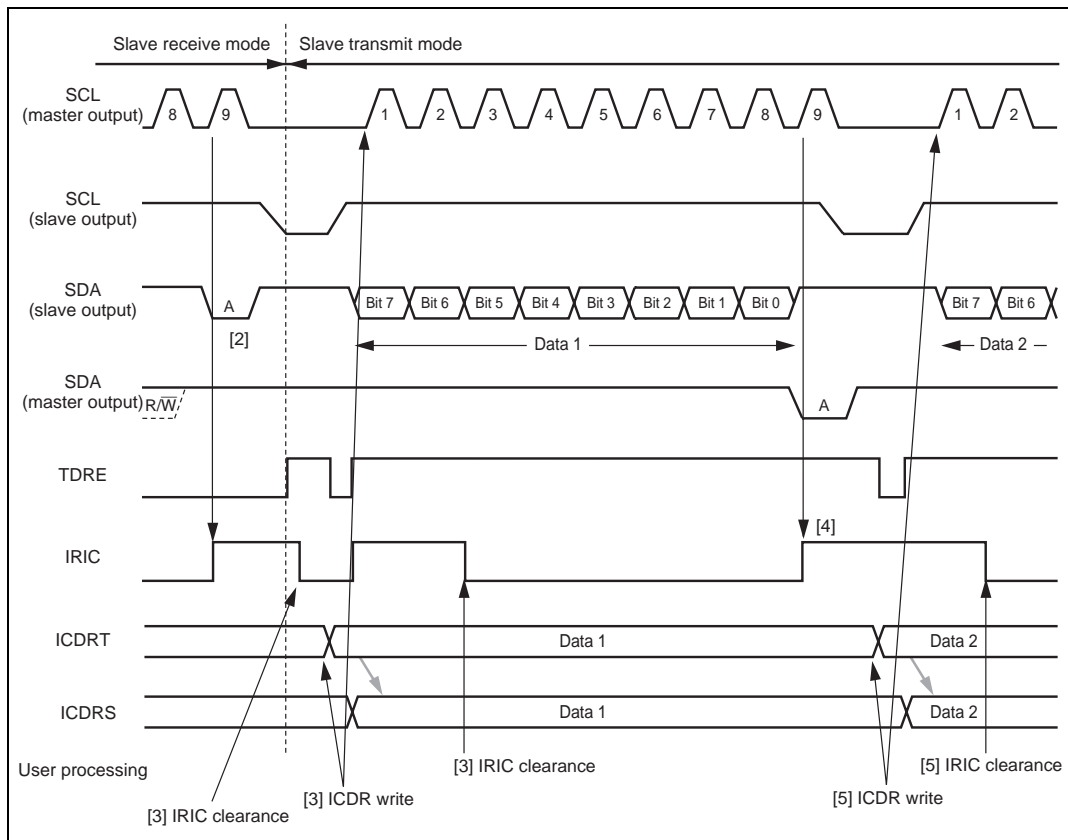 Slave receive mode
Slave transmit mode
SCL
(master output)
8
9
1
2
3
4
5
6
7
8
9
1
2
SCL
(slave output)
SDA
(slave output)
A
Bit 7
Bit 6
Bit 5
Bit 4
Bit 3
Bit 2
Bit 1
Bit 0
Bit 7
Bit 6
[2]
Data 1
Data 2
SDA
(master output)
R/W̅
A
TDRE
[4]
IRIC
ICDRT
Data 1
Data 2
ICDRS
Data 1
Data 2
User processing
[3] IRIC clearance
[3] ICDR write
[3] IRIC clearance
[5] ICDR write
[5] IRIC clearance